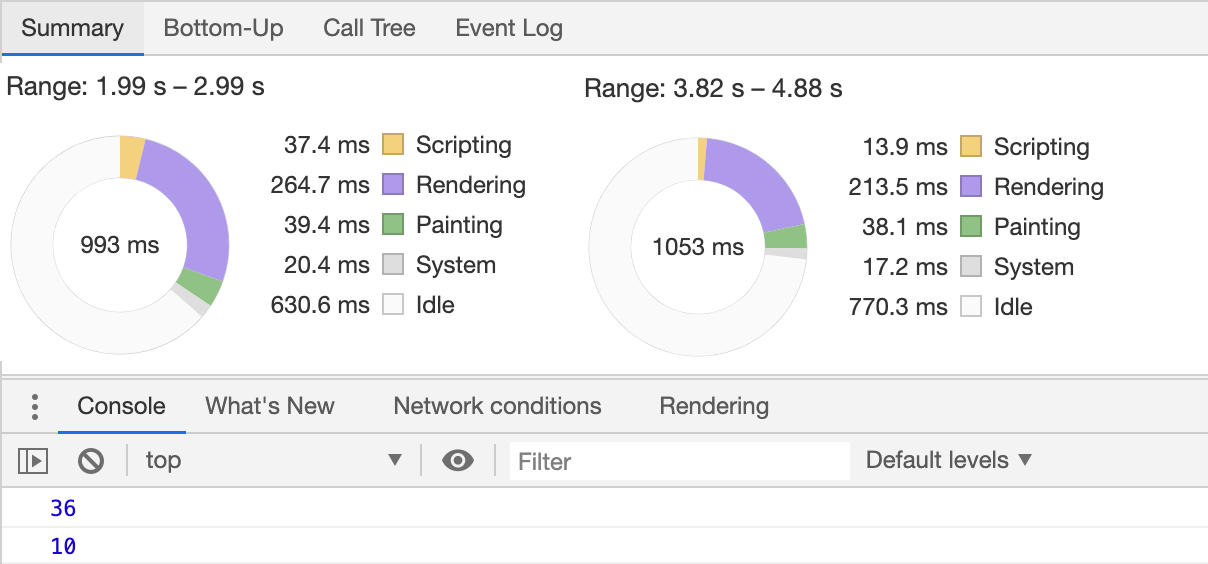 Summary Bottom-Up Call Tree Event Log
Range: 1.99 s – 2.99 s
993 ms
37.4 ms Scripting
264.7 ms Rendering
39.4 ms Painting
20.4 ms System
630.6 ms Idle
Range: 3.82 s – 4.88 s
1053 ms
13.9 ms Scripting
213.5 ms Rendering
38.1 ms Painting
17.2 ms System
770.3 ms Idle
Console What's New Network conditions Rendering
top Filter Default levels
36
10